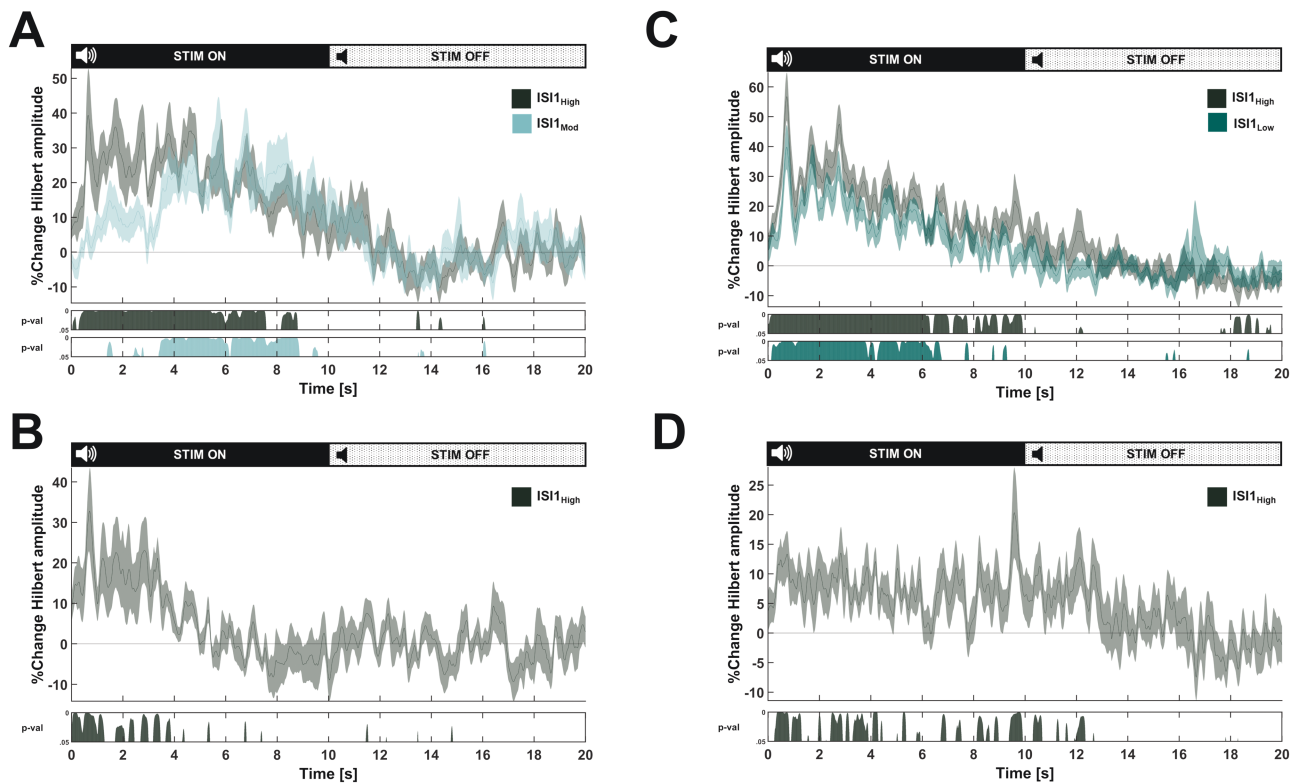 A
STIM ON STIM OFF
%Change Hilbert amplitude
50
40
30
20
10
0
-10
ISI1High
ISI1Mod
p-val 0 .05
p-val 0 .05
0 2 4 6 8 10 12 14 16 18 20
Time [s]
B
STIM ON STIM OFF
%Change Hilbert amplitude
40
30
20
10
0
-10
ISI1High
p-val 0 .05
0 2 4 6 8 10 12 14 16 18 20
Time [s]
C
STIM ON STIM OFF
%Change Hilbert amplitude
60
50
40
30
20
10
0
-10
ISI1High
ISI1Low
p-val 0 .05
p-val 0 .05
0 2 4 6 8 10 12 14 16 18 20
Time [s]
D
STIM ON STIM OFF
%Change Hilbert amplitude
25
20
15
10
5
0
-5
-10
ISI1High
p-val 0 .05
0 2 4 6 8 10 12 14 16 18 20
Time [s]